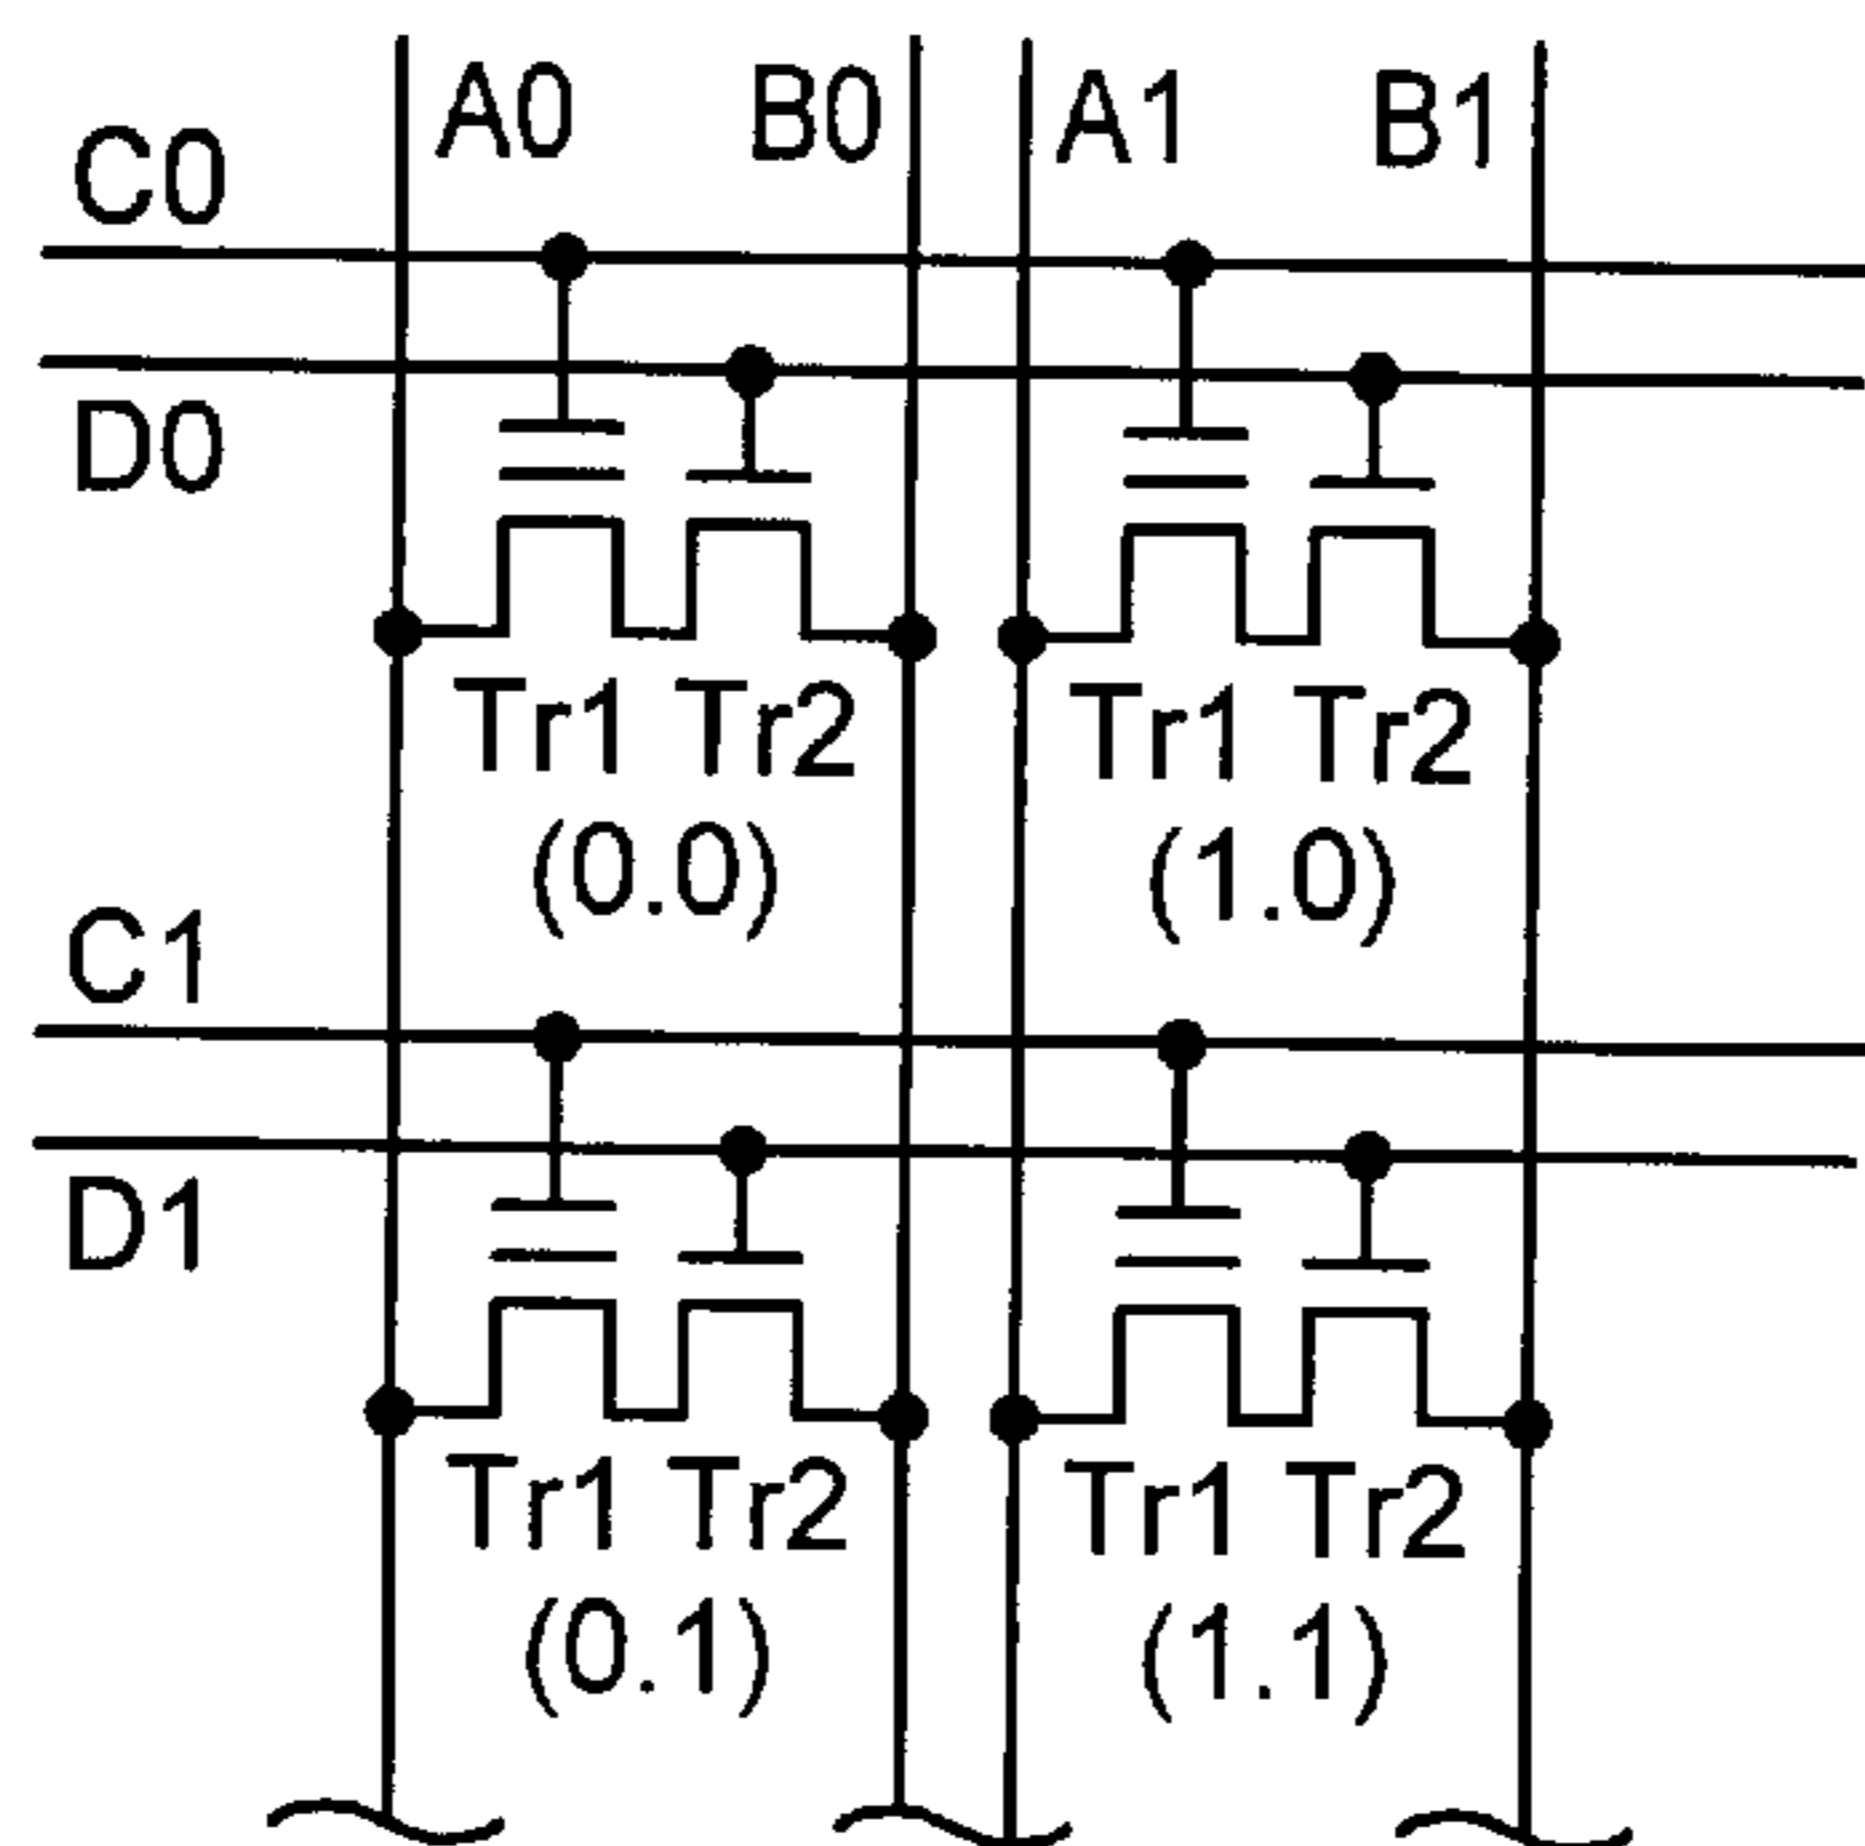 A0 B0 A1 B1
C0
D0
Tr1 Tr2 Tr1 Tr2
(0.0) (1.0)
C1
D1
Tr1 Tr2 Tr1 Tr2
(0.1) (1.1)